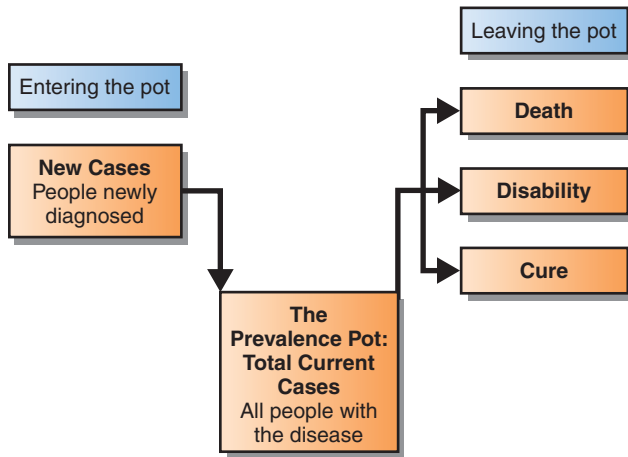 Entering the pot
New Cases
People newly
diagnosed
The
Prevalence Pot:
Total Current
Cases
All people with
the disease
Leaving the pot
Death
Disability
Cure